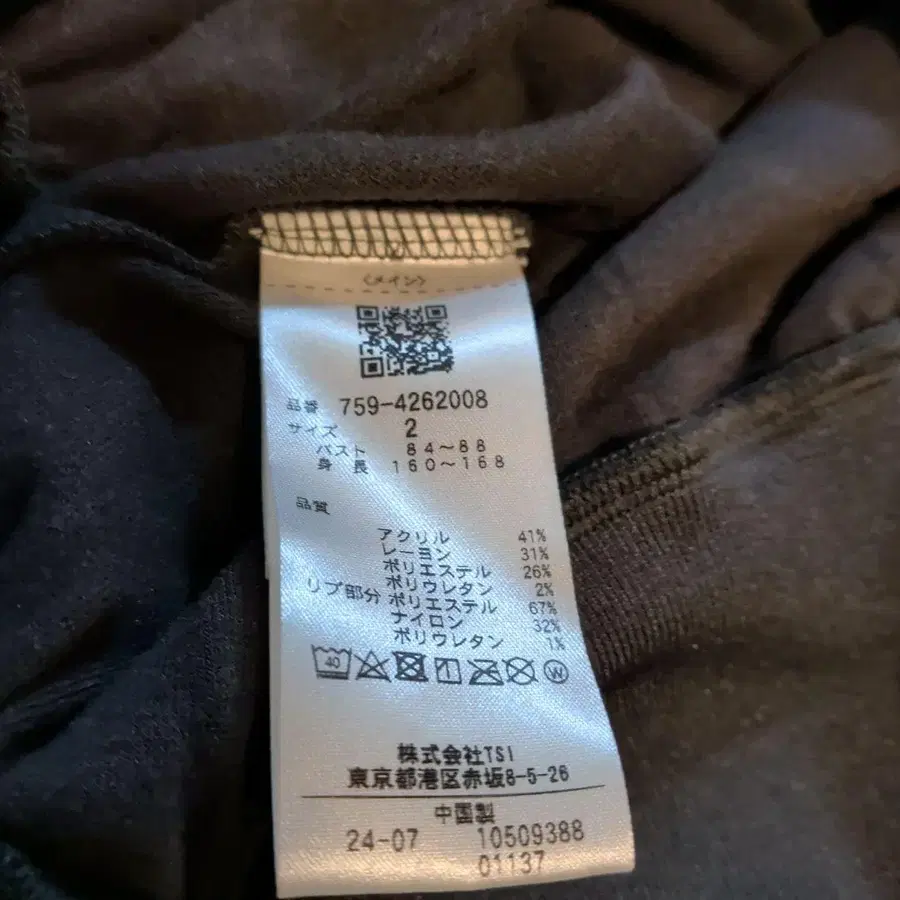 〈メイン〉
品番 759-4262008
サイズ 2
バスト 84～88
身長 160～168
品質
アクリル 41%
レーヨン 31%
ポリエステル 26%
ポリウレタン 2%
リブ部分 ポリエステル 67%
ナイロン 32%
ポリウレタン 1%
40
W
株式会社TSI
東京都港区赤坂8-5-26
中国製
24-07 10509388
01137